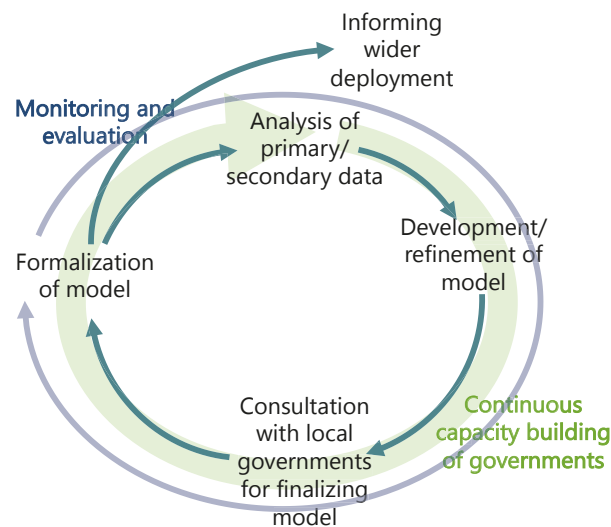 Informing
wider
deployment
Monitoring and
evaluation
Analysis of
primary/
secondary data
Development/
refinement of
model
Formalization
of model
Consultation
with local
governments
for finalizing
model
Continuous
capacity building
of governments